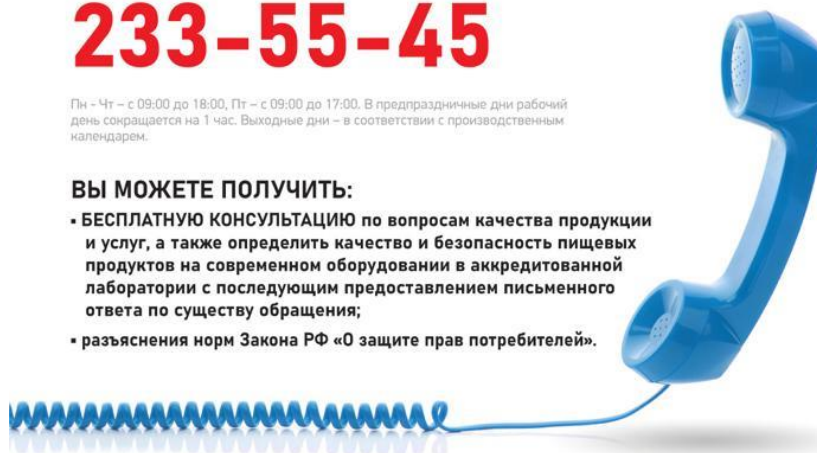 233-55-45
Пн - Чт – с 09:00 до 18:00, Пт – с 09:00 до 17:00. В предпраздничные дни рабочий
день сокращается на 1 час. Выходные дни – в соответствии с производственным
календарем.
ВЫ МОЖЕТЕ ПОЛУЧИТЬ:
▪ БЕСПЛАТНУЮ КОНСУЛЬТАЦИЮ по вопросам качества продукции
и услуг, а также определить качество и безопасность пищевых
продуктов на современном оборудовании в аккредитованной
лаборатории с последующим предоставлением письменного
ответа по существу обращения;
▪ разъяснения норм Закона РФ «О защите прав потребителей».